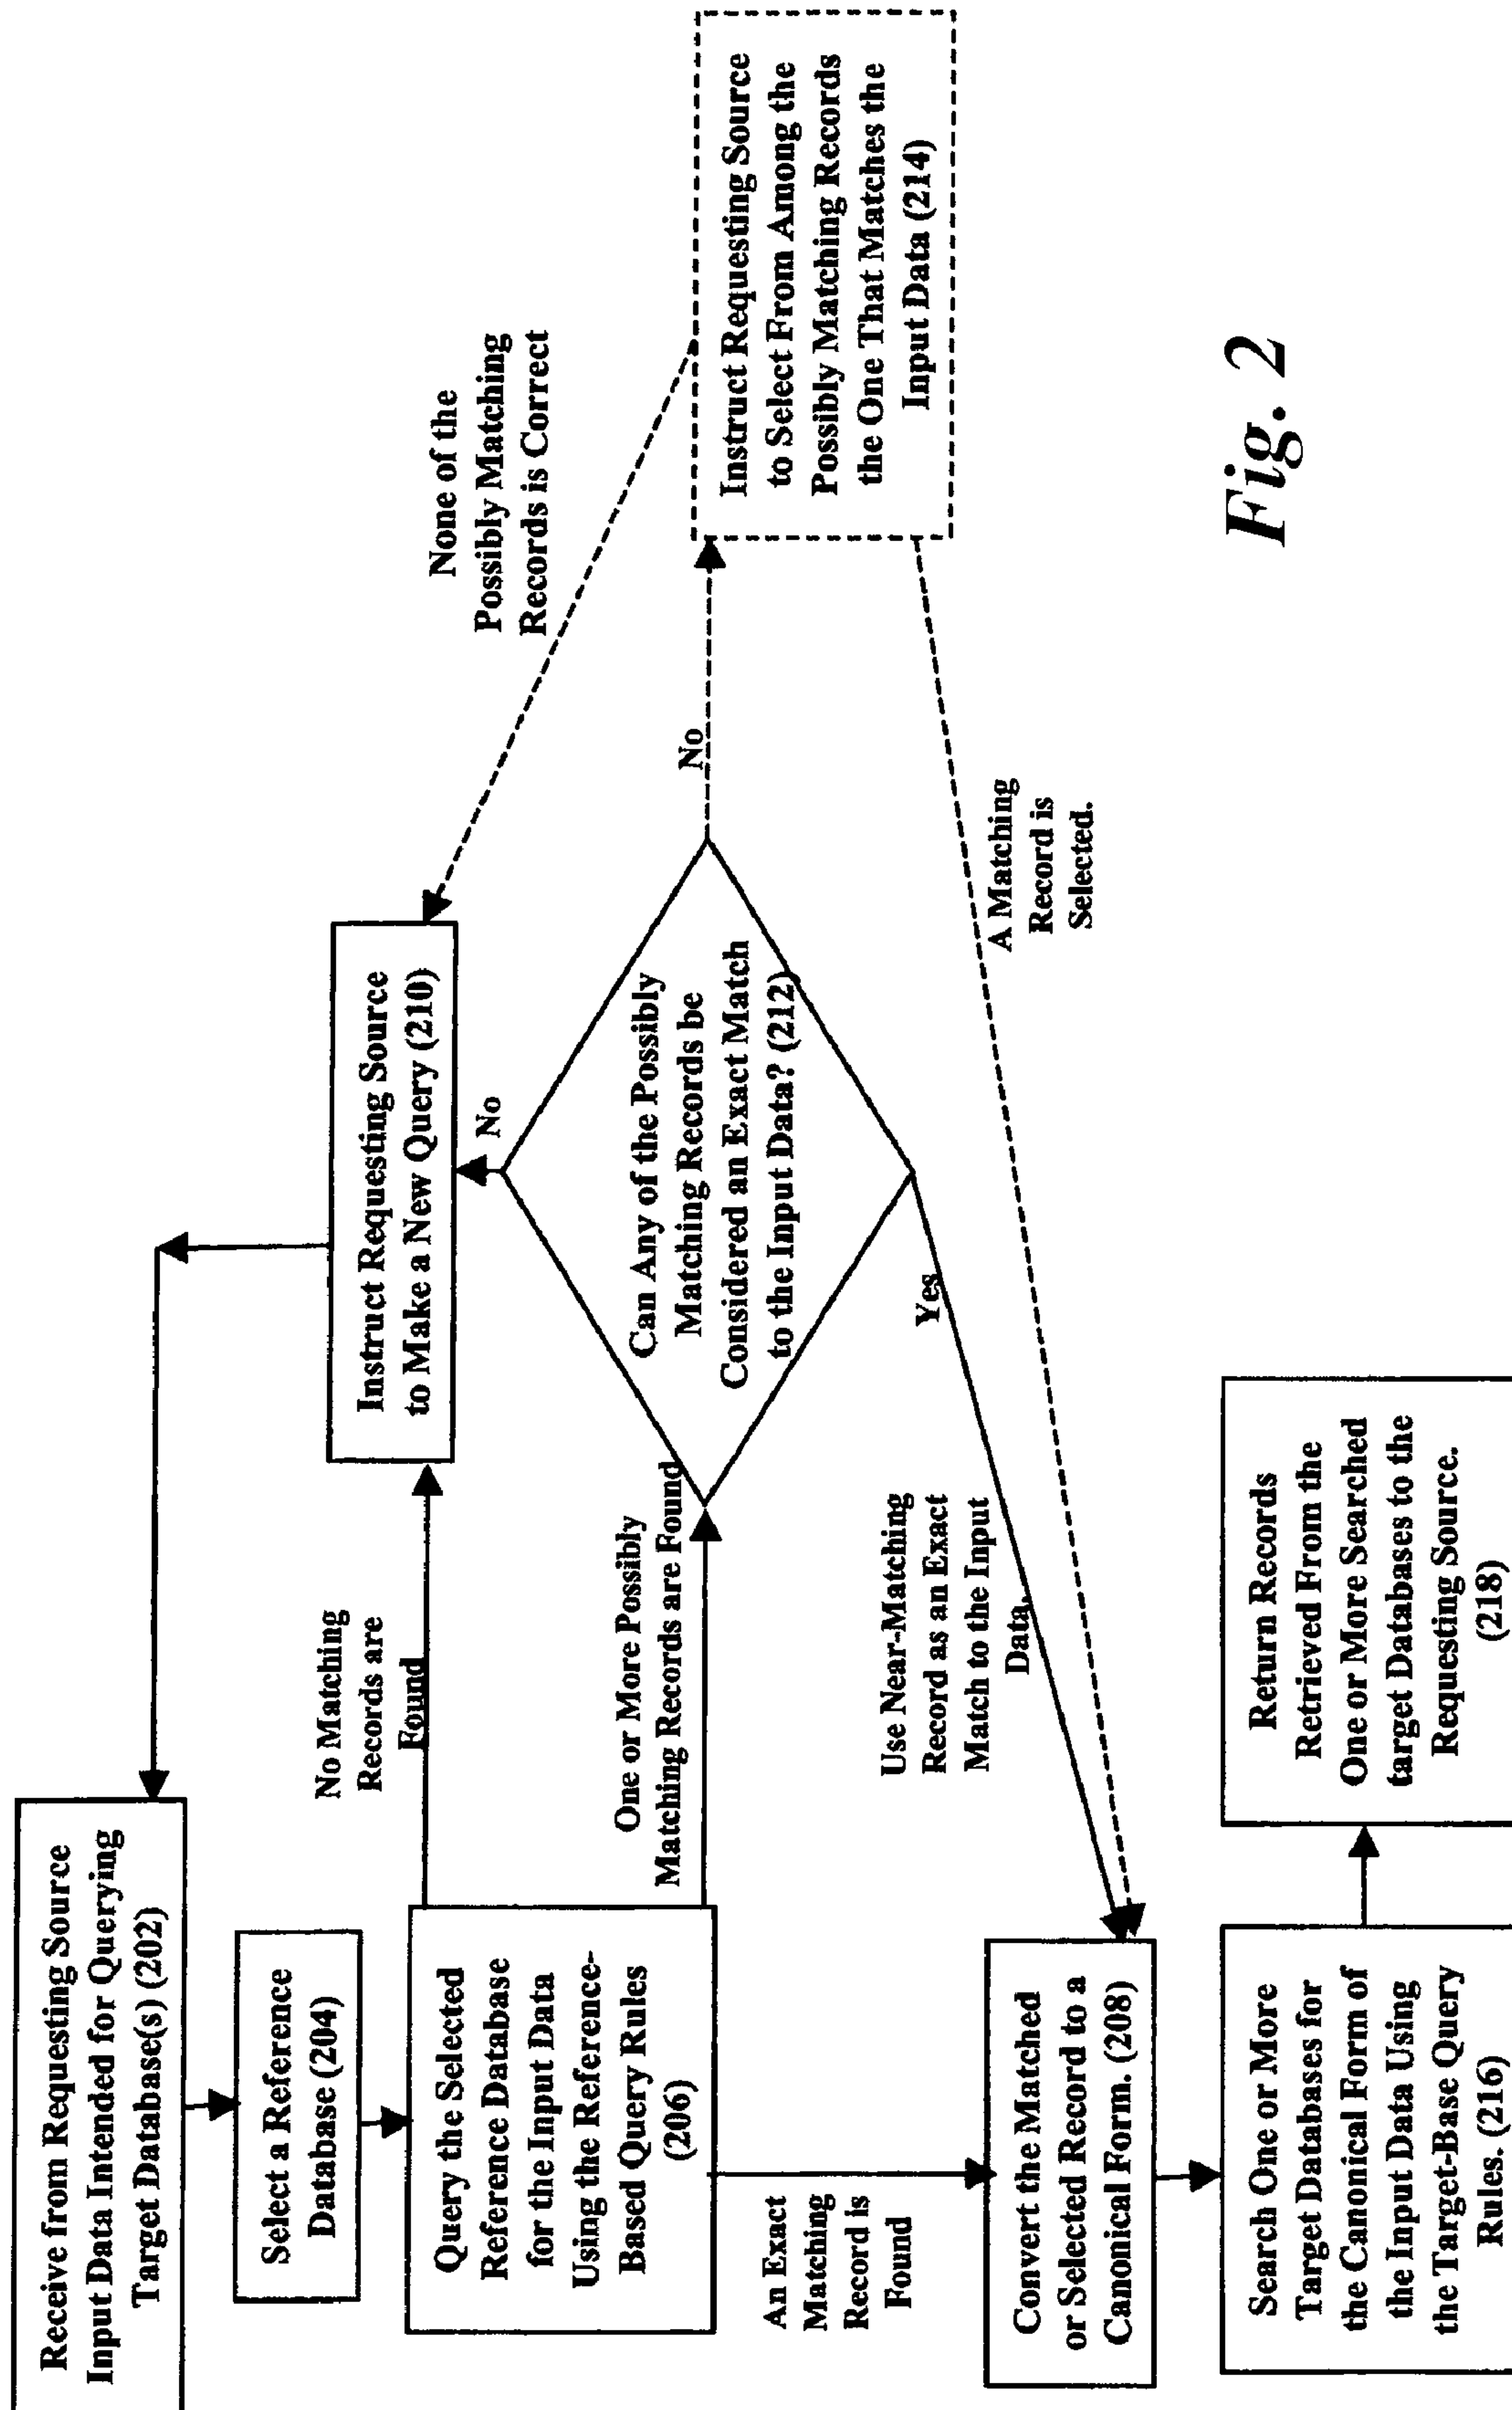 Receive from Requesting Source
Input Data Intended for Querying
Target Database(s) (202)
Select a Reference
Database (204)
Query the Selected
Reference Database
for the Input Data
Using the Reference-
Based Query Rules
(206)
No Matching
Records are
Found
Instruct Requesting Source
to Make a New Query (210)
None of the
Possibly Matching
Records is Correct
One or More Possibly
Matching Records are Found
No
Can Any of the Possibly
Matching Records be
Considered an Exact Match
to the Input Data? (212)
No
Instruct Requesting Source
to Select From Among the
Possibly Matching Records
the One That Matches the
Input Data (214)
Yes
Use Near-Matching
Record as an Exact
Match to the Input
Data.
A Matching
Record is
Selected.
An Exact
Matching
Record is
Found
Convert the Matched
or Selected Record to a
Canonical Form. (208)
Search One or More
Target Databases for
the Canonical Form of
the Input Data Using
the Target-Base Query
Rules. (216)
Return Records
Retrieved From the
One or More Searched
target Databases to the
Requesting Source.
(218)
Fig. 2